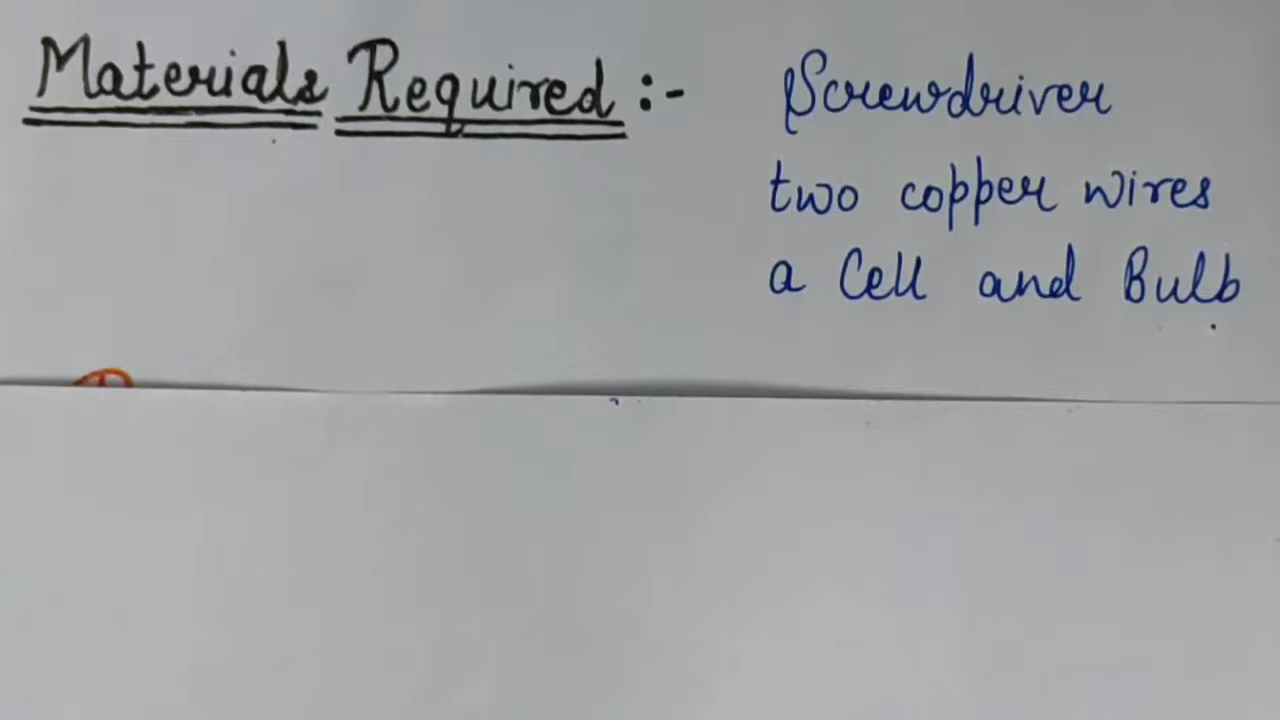 Materials Required :- Screwdriver
two copper wires
a Cell and Bulb